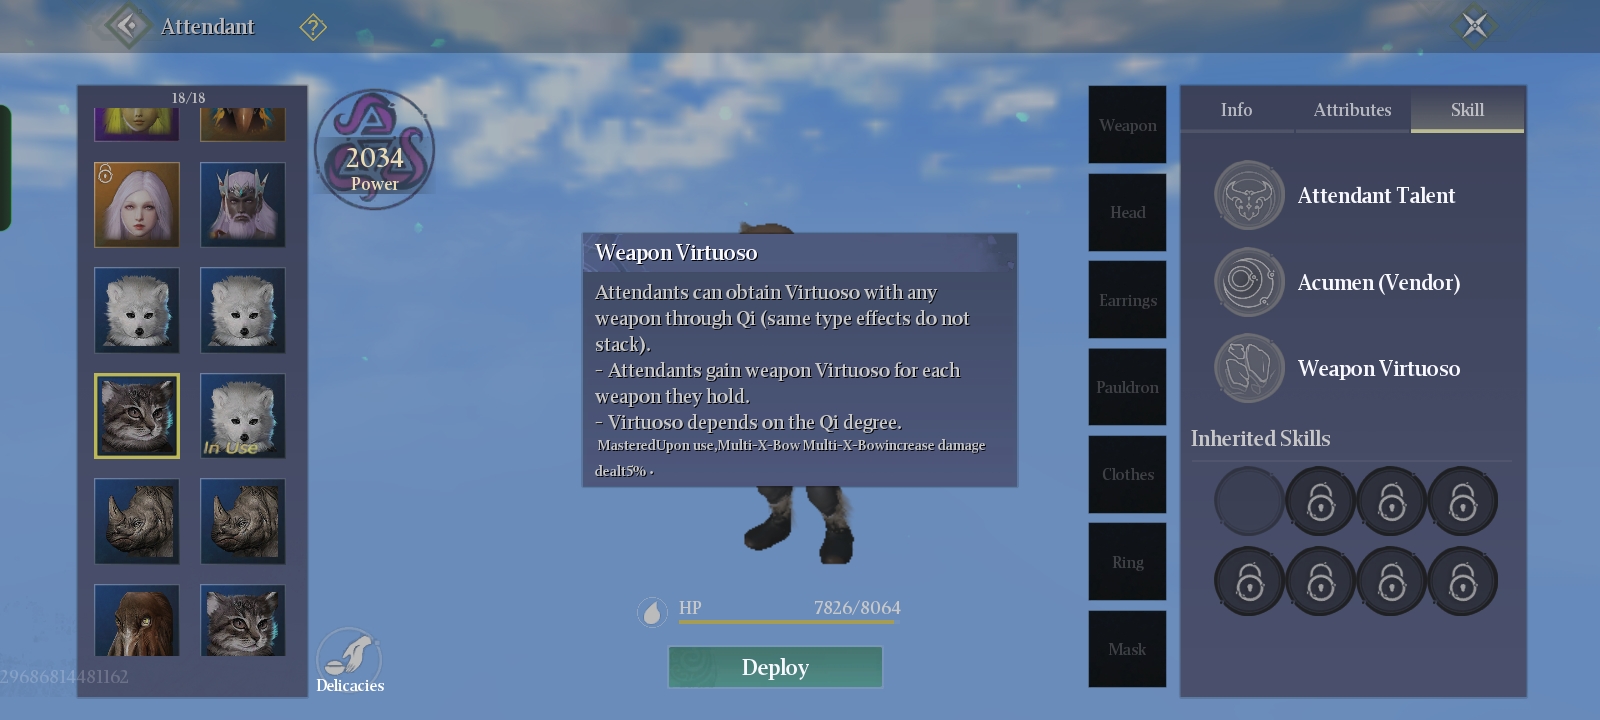 Attendant
?
18/18
2034
Power
Weapon
Head
Earrings
Pauldron
Clothes
Ring
Mask
Info
Attributes
Skill
Attendant Talent
Acumen (Vendor)
Weapon Virtuoso
Inherited Skills
Weapon Virtuoso
Attendants can obtain Virtuoso with any
weapon through Qi (same type effects do not
stack).
- Attendants gain weapon Virtuoso for each
weapon they hold.
- Virtuoso depends on the Qi degree.
MasteredUpon use,Multi-X-Bow Multi-X-Bowincrease damage
dealt5% .
In Use
HP
7826/8064
Deploy
Delicacies
29686814481162